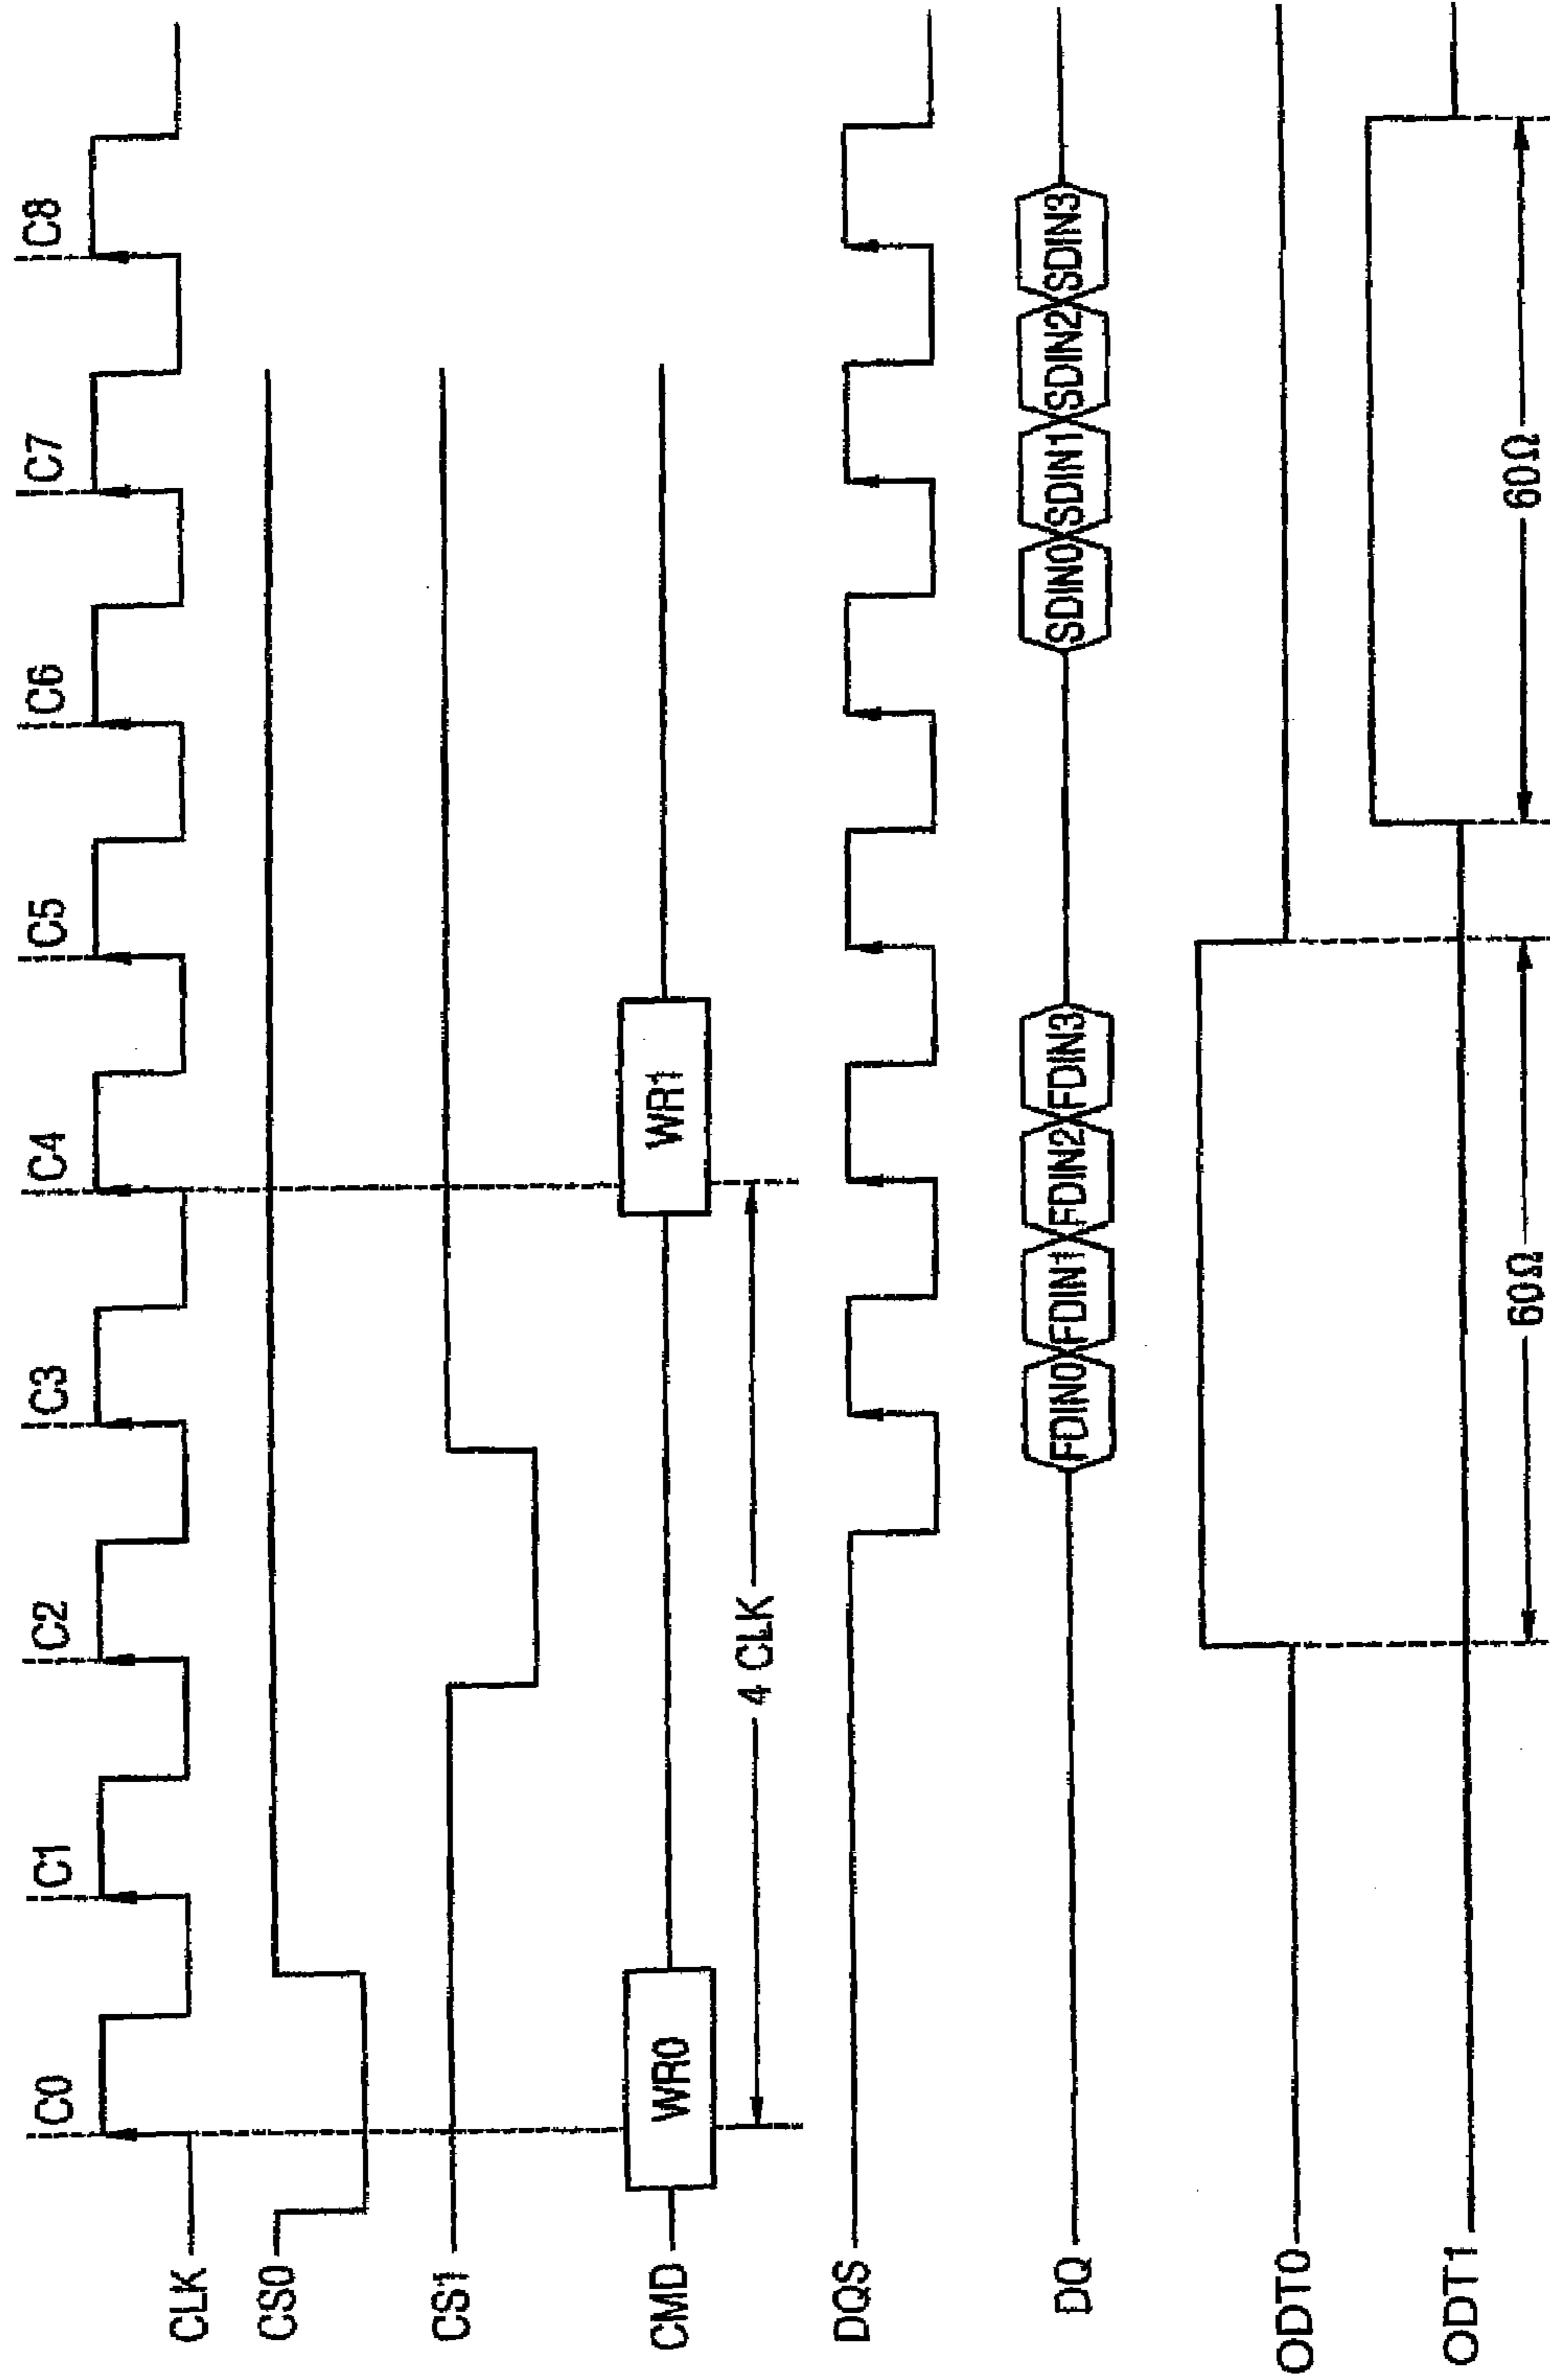 C0 C1 C2 C3 C4 C5 C6 C7 C8
CLK
CS0
CS1
CMD WR0 WR1
4 CLK
DQS
DQ FDIN0 FDIN1 FDIN2 FDIN3 SDIN0 SDIN1 SDIN2 SDIN3
ODT0
ODT1
60Ω 60Ω